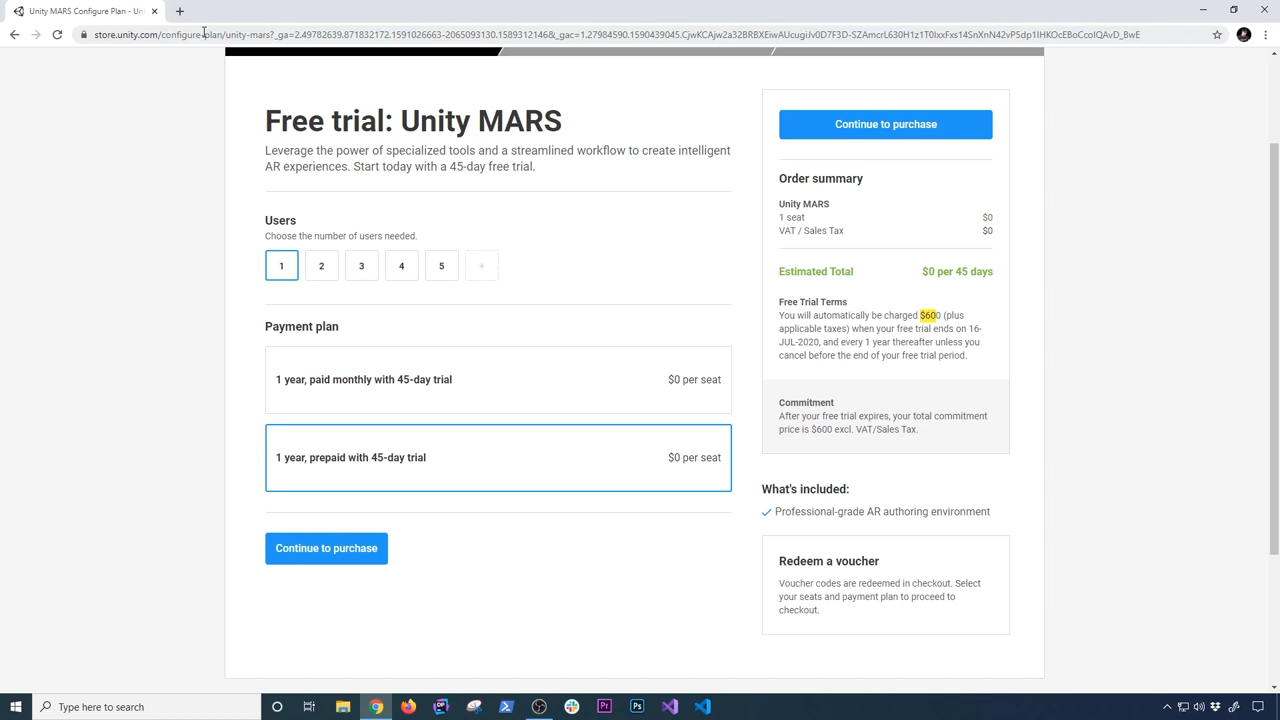 Unity MARS Configure Plan - Uni
store.unity.com/configure-plan/unity-mars?_ga=2.49782639.871832172.1591026663-2065093130.1589312146&_gac=1.27984590.1590439045.CjwKCAjw2a32BRBXEiwAUcugiJv0D7F3D-SZAmcrL630H1z1T0IxxFxs14SnXnN42vP5dp1IHKOcEBoCcoIQAvD_BwE
Free trial: Unity MARS
Leverage the power of specialized tools and a streamlined workflow to create intelligent
AR experiences. Start today with a 45-day free trial.
Users
Choose the number of users needed.
1 2 3 4 5 +
Payment plan
1 year, paid monthly with 45-day trial $0 per seat
1 year, prepaid with 45-day trial $0 per seat
Continue to purchase
Continue to purchase
Order summary
Unity MARS
1 seat $0
VAT / Sales Tax $0
Estimated Total $0 per 45 days
Free Trial Terms
You will automatically be charged $600 (plus
applicable taxes) when your free trial ends on 16-
JUL-2020, and every 1 year thereafter unless you
cancel before the end of your free trial period.
Commitment
After your free trial expires, your total commitment
price is $600 excl. VAT/Sales Tax.
What's included:
Professional-grade AR authoring environment
Redeem a voucher
Voucher codes are redeemed in checkout. Select
your seats and payment plan to proceed to
checkout.
Type here to search